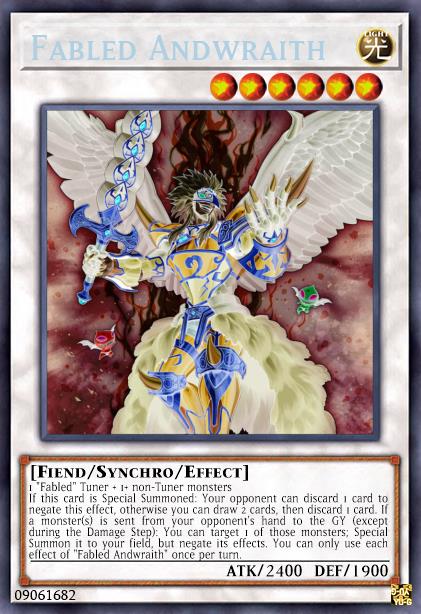 Fabled Andwraith
LIGHT
光
[Fiend/Synchro/Effect]
1 "Fabled" Tuner + 1+ non-Tuner monsters
If this card is Special Summoned: Your opponent can discard 1 card to
negate this effect, otherwise you can draw 2 cards, then discard 1 card. If
a monster(s) is sent from your opponent's hand to the GY (except
during the Damage Step): You can target 1 of those monsters; Special
Summon it to your field, but negate its effects. You can only use each
effect of "Fabled Andwraith" once per turn.
ATK/2400 DEF/1900
09061682